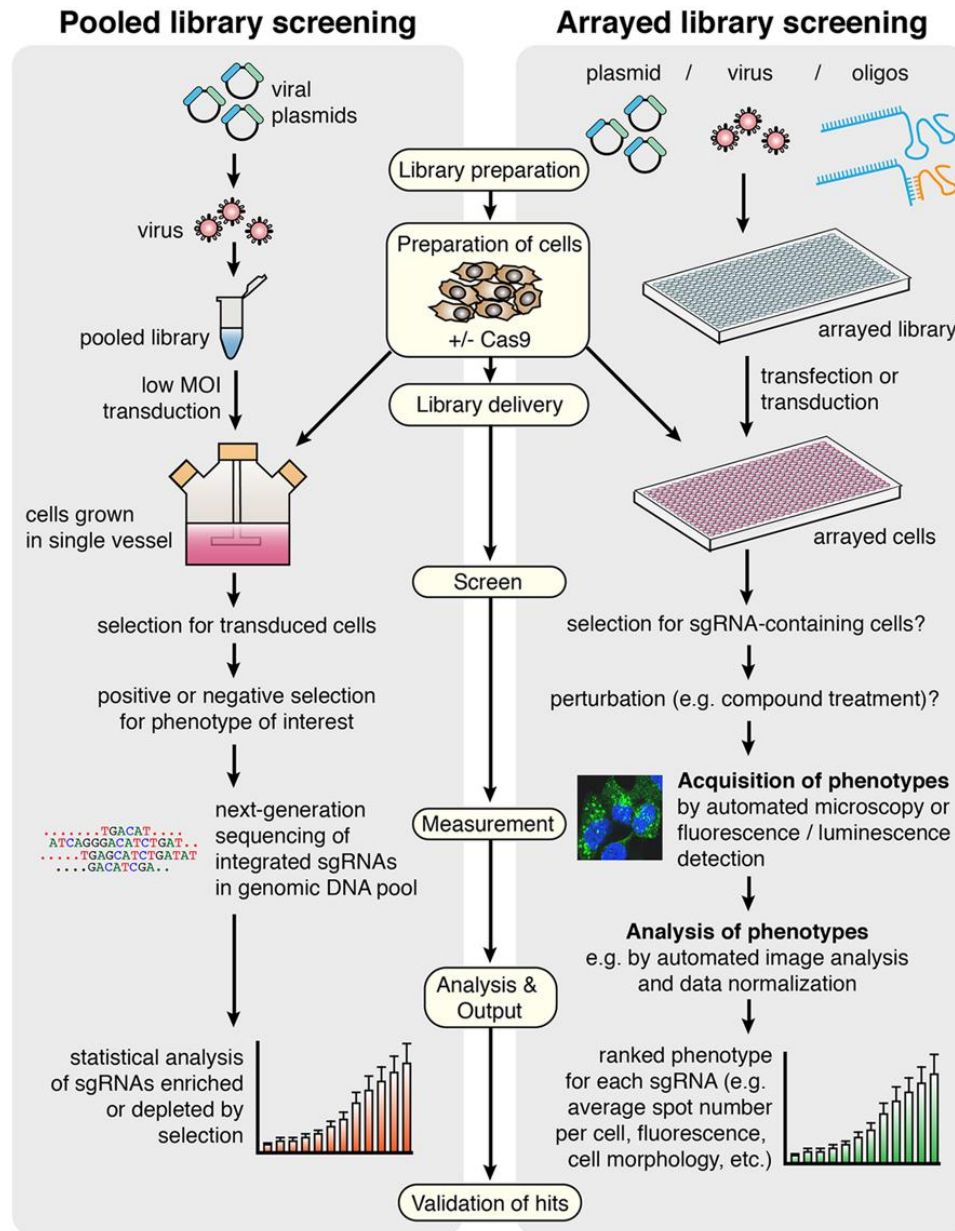 Pooled library screening
viral
plasmids
virus
pooled library
low MOI
transduction
cells grown
in single vessel
selection for transduced cells
positive or negative selection
for phenotype of interest
.......TGACAT.....
ATCAGGGACATCTGAT..
.....TGAGCATCTGATAT
....GACATCGA..
next-generation
sequencing of
integrated sgRNAs
in genomic DNA pool
statistical analysis
of sgRNAs enriched
or depleted by
selection
Library preparation
Preparation of cells
+/- Cas9
Library delivery
Screen
Measurement
Analysis &
Output
Validation of hits
Arrayed library screening
plasmid / virus / oligos
arrayed library
transfection or
transduction
arrayed cells
selection for sgRNA-containing cells?
perturbation (e.g. compound treatment)?
Acquisition of phenotypes
by automated microscopy or
fluorescence / luminescence
detection
Analysis of phenotypes
e.g. by automated image analysis
and data normalization
ranked phenotype
for each sgRNA (e.g.
average spot number
per cell, fluorescence,
cell morphology, etc.)